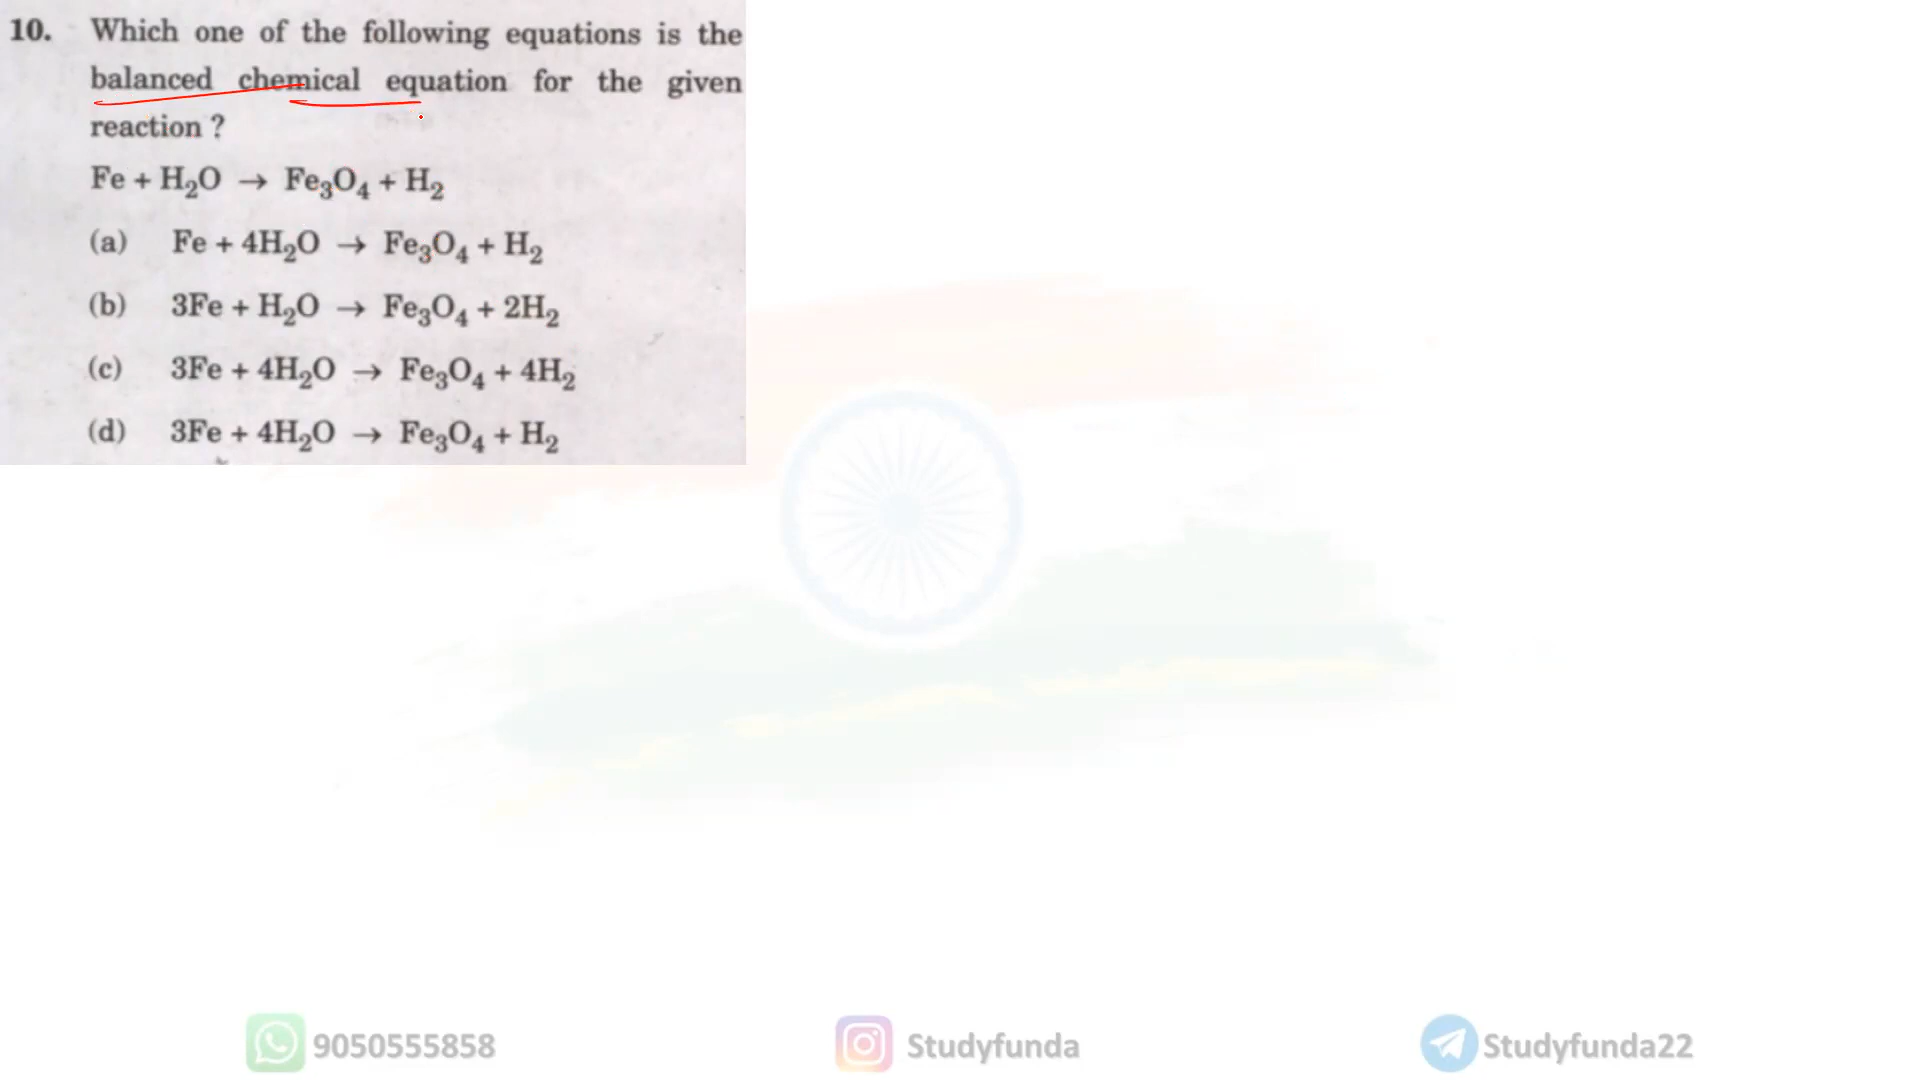 10. Which one of the following equations is the
balanced chemical equation for the given
reaction ?
Fe + H₂O → Fe₃O₄ + H₂
(a) Fe + 4H₂O → Fe₃O₄ + H₂
(b) 3Fe + H₂O → Fe₃O₄ + 2H₂
(c) 3Fe + 4H₂O → Fe₃O₄ + 4H₂
(d) 3Fe + 4H₂O → Fe₃O₄ + H₂
9050555858
Studyfunda
Studyfunda22